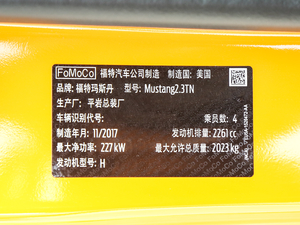 FoMoCo 福特汽车公司制造 制造国: 美国
品牌: 福特玛斯丹 型号: Mustang2.3TN
生产厂: 平岩总装厂
车辆识别代号: 乘员数: 4
制造年月: 11/2017 发动机排量: 2261 cc
最大净功率: 227 kW 最大允许总质量: 2023 kg
发动机型号: H